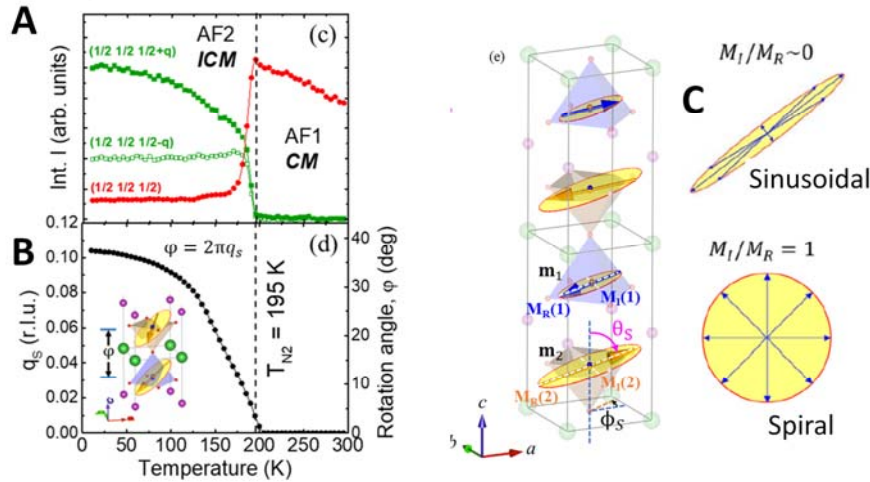 A
(c)
(1/2 1/2 1/2+q)
AF2
ICM
(1/2 1/2 1/2-q)
AF1
CM
(1/2 1/2 1/2)
Int. I (arb. units)
0.12
B
φ = 2πq_s
(d)
40
0.10
0.08
30
0.06
20
0.04
10
0.02
0
0.00
q_S (r.l.u.)
Rotation angle, φ (deg)
T_N2 = 195 K
φ
0 50 100 150 200 250 300
Temperature (K)
(e)
m_1
M_R(1)
M_I(1)
θ_S
m_2
M_R(2)
M_I(2)
ϕ_S
c
b
a
C
M_I/M_R~0
Sinusoidal
M_I/M_R = 1
Spiral